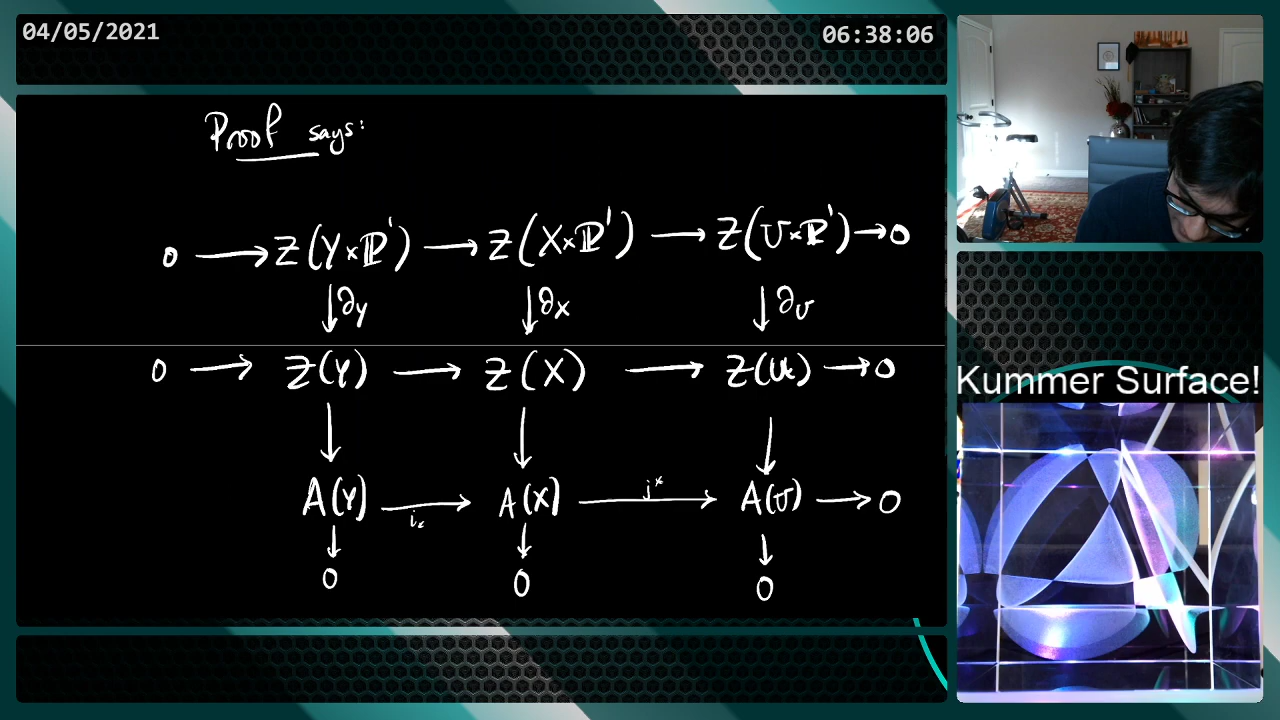 04/05/2021
06:38:06
Proof says:
0 → Z(Y×ℙ¹) → Z(X×ℙ¹) → Z(U×ℙ¹) → 0
↓∂Y ↓∂X ↓∂U
0 → Z(Y) → Z(X) → Z(U) → 0
↓ ↓ ↓
A(Y) → A(X) → A(U) → 0
i* j*
↓ ↓ ↓
0 0 0
Kummer Surface!